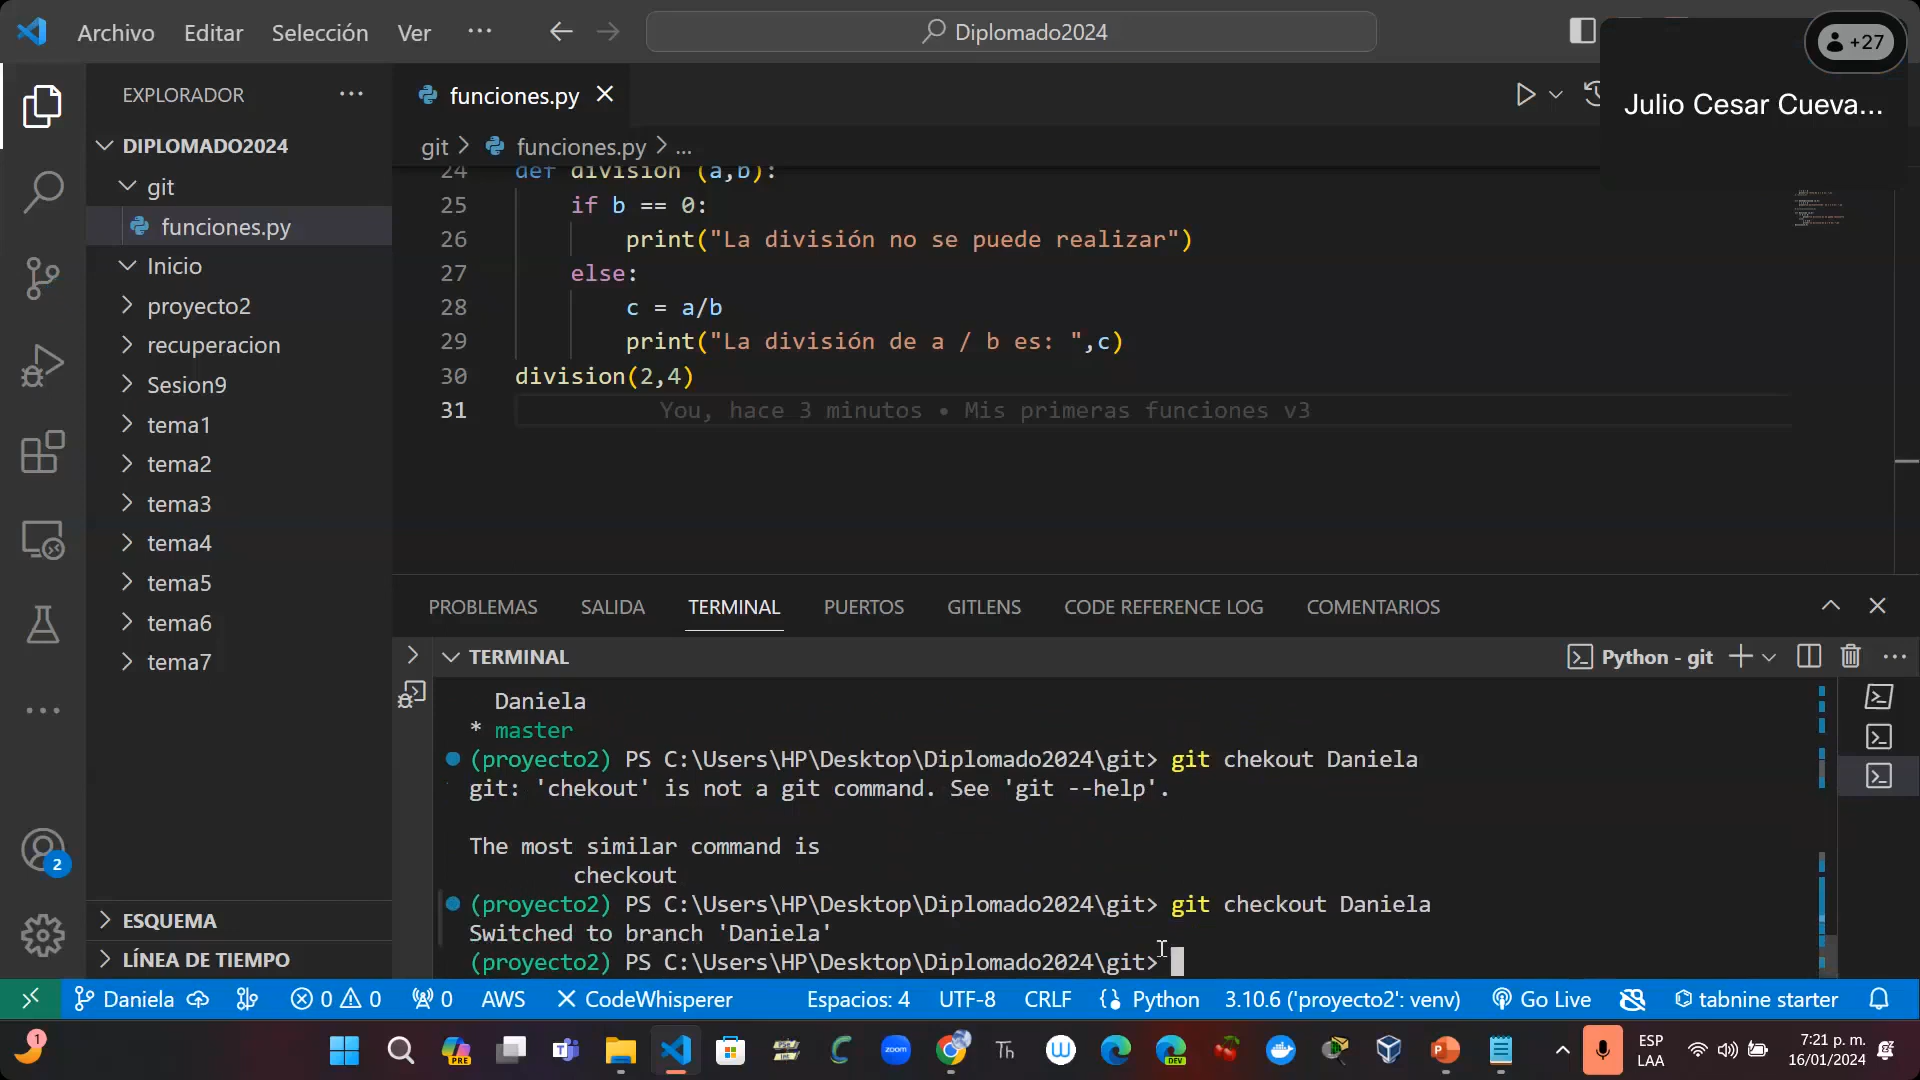 Archivo Editar Selección Ver ··· Diplomado2024
+27
Julio Cesar Cueva...
EXPLORADOR ···
DIPLOMADO2024
git
funciones.py
Inicio
proyecto2
recuperacion
Sesion9
tema1
tema2
tema3
tema4
tema5
tema6
tema7
ESQUEMA
LÍNEA DE TIEMPO
2
funciones.py
git > funciones.py > ...
24 def division (a,b):
25 if b == 0:
26 print("La división no se puede realizar")
27 else:
28 c = a/b
29 print("La división de a / b es: ",c)
30 division(2,4)
31 You, hace 3 minutos • Mis primeras funciones v3
PROBLEMAS SALIDA TERMINAL PUERTOS GITLENS CODE REFERENCE LOG COMENTARIOS
TERMINAL Python - git
Daniela
* master
(proyecto2) PS C:\Users\HP\Desktop\Diplomado2024\git> git chekout Daniela
git: 'chekout' is not a git command. See 'git --help'.
The most similar command is
checkout
(proyecto2) PS C:\Users\HP\Desktop\Diplomado2024\git> git checkout Daniela
Switched to branch 'Daniela'
(proyecto2) PS C:\Users\HP\Desktop\Diplomado2024\git>
Daniela 0 0 0 AWS CodeWhisperer Espacios: 4 UTF-8 CRLF Python 3.10.6 ('proyecto2': venv) Go Live tabnine starter
1 PRE zoom Th DEV ESP LAA 7:21 p. m. 16/01/2024